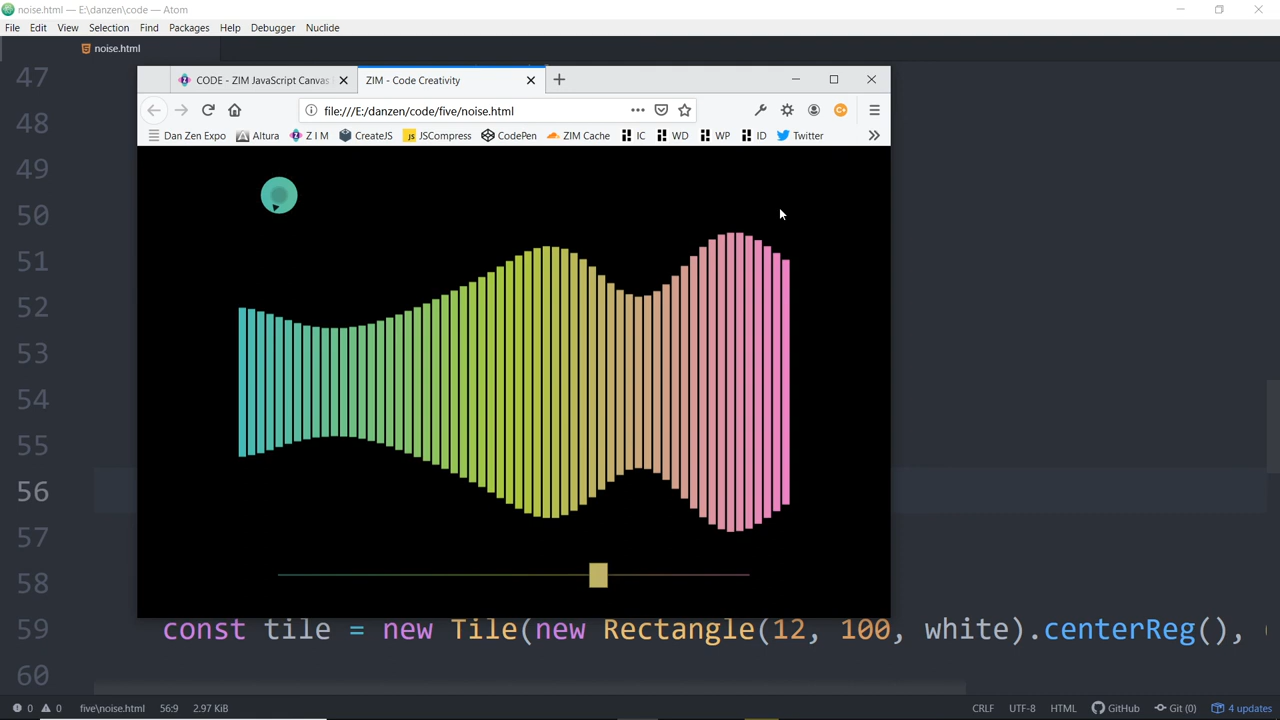 noise.html — E:\danzen\code — Atom
File Edit View Selection Find Packages Help Debugger Nuclide
noise.html
47
48
49
50
51
52
53
54
55
56
57
58
59
60
CODE - ZIM JavaScript Canvas
ZIM - Code Creativity
file:///E:/danzen/code/five/noise.html
Dan Zen Expo Altura Z I M CreateJS JSCompress CodePen ZIM Cache IC WD WP ID Twitter
const tile = new Tile(new Rectangle(12, 100, white).centerReg(),
0 0 five\noise.html 56:9 2.97 KiB CRLF UTF-8 HTML GitHub Git (0) 4 updates